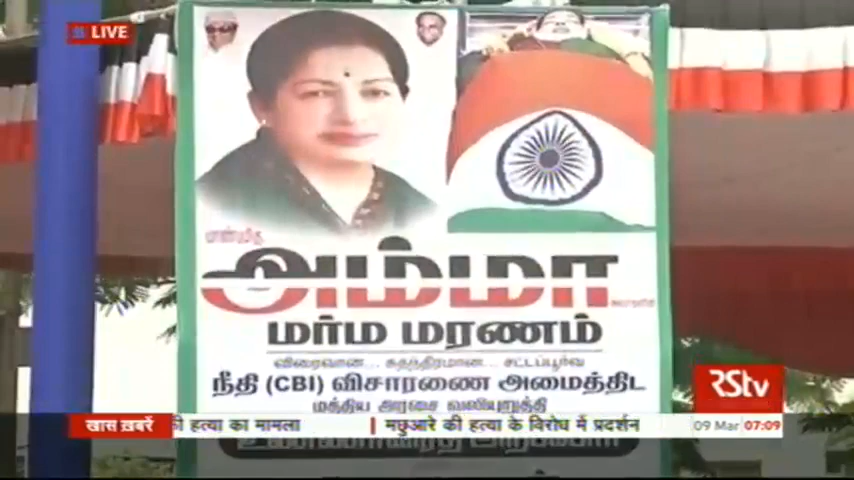 LIVE
மாண்புமிகு
அம்மா
மர்ம மரணம்
விரைவான... சுதந்திரமான... சட்டப்பூர்வ
நீதி (CBI) விசாரணை அமைத்திட
மத்திய அரசை வலியுறுத்தி
RStv
खास ख़बरें की हत्या का मामला | मछुआरे की हत्या के विरोध में प्रदर्शन 09 Mar 07:09